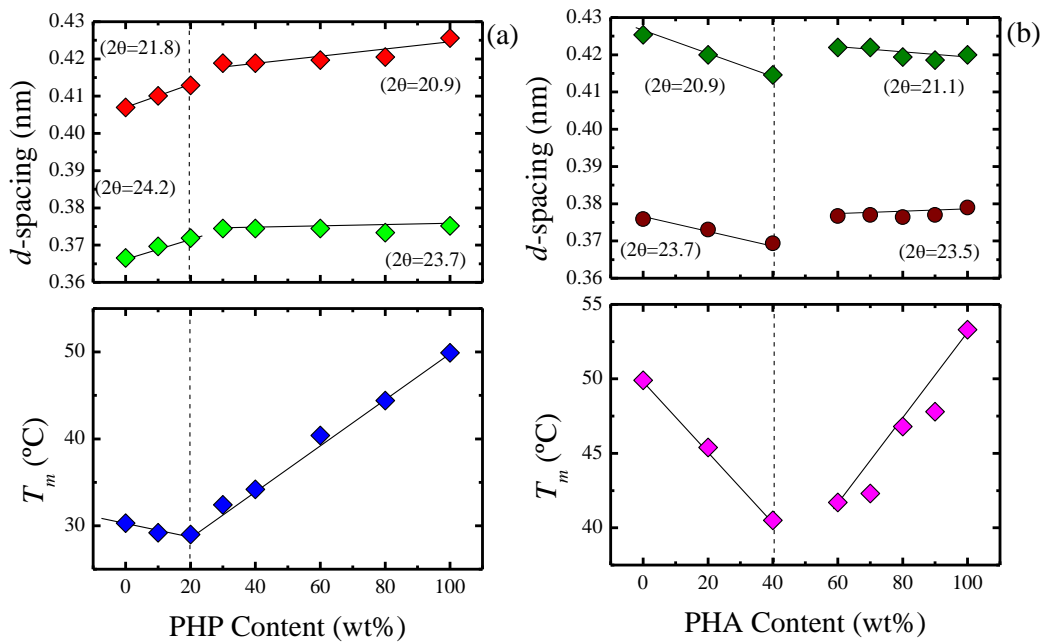 0.43
0.42
0.41
0.40
0.39
0.38
0.37
0.36
d-spacing (nm)
(2θ=21.8)
(a)
(2θ=20.9)
(2θ=24.2)
(2θ=23.7)
50
40
30
Tm (ºC)
0 20 40 60 80 100
PHP Content (wt%)
0.43
0.42
0.41
0.40
0.39
0.38
0.37
0.36
d-spacing (nm)
(b)
(2θ=20.9)
(2θ=21.1)
(2θ=23.7)
(2θ=23.5)
55
50
45
40
Tm (ºC)
0 20 40 60 80 100
PHA Content (wt%)